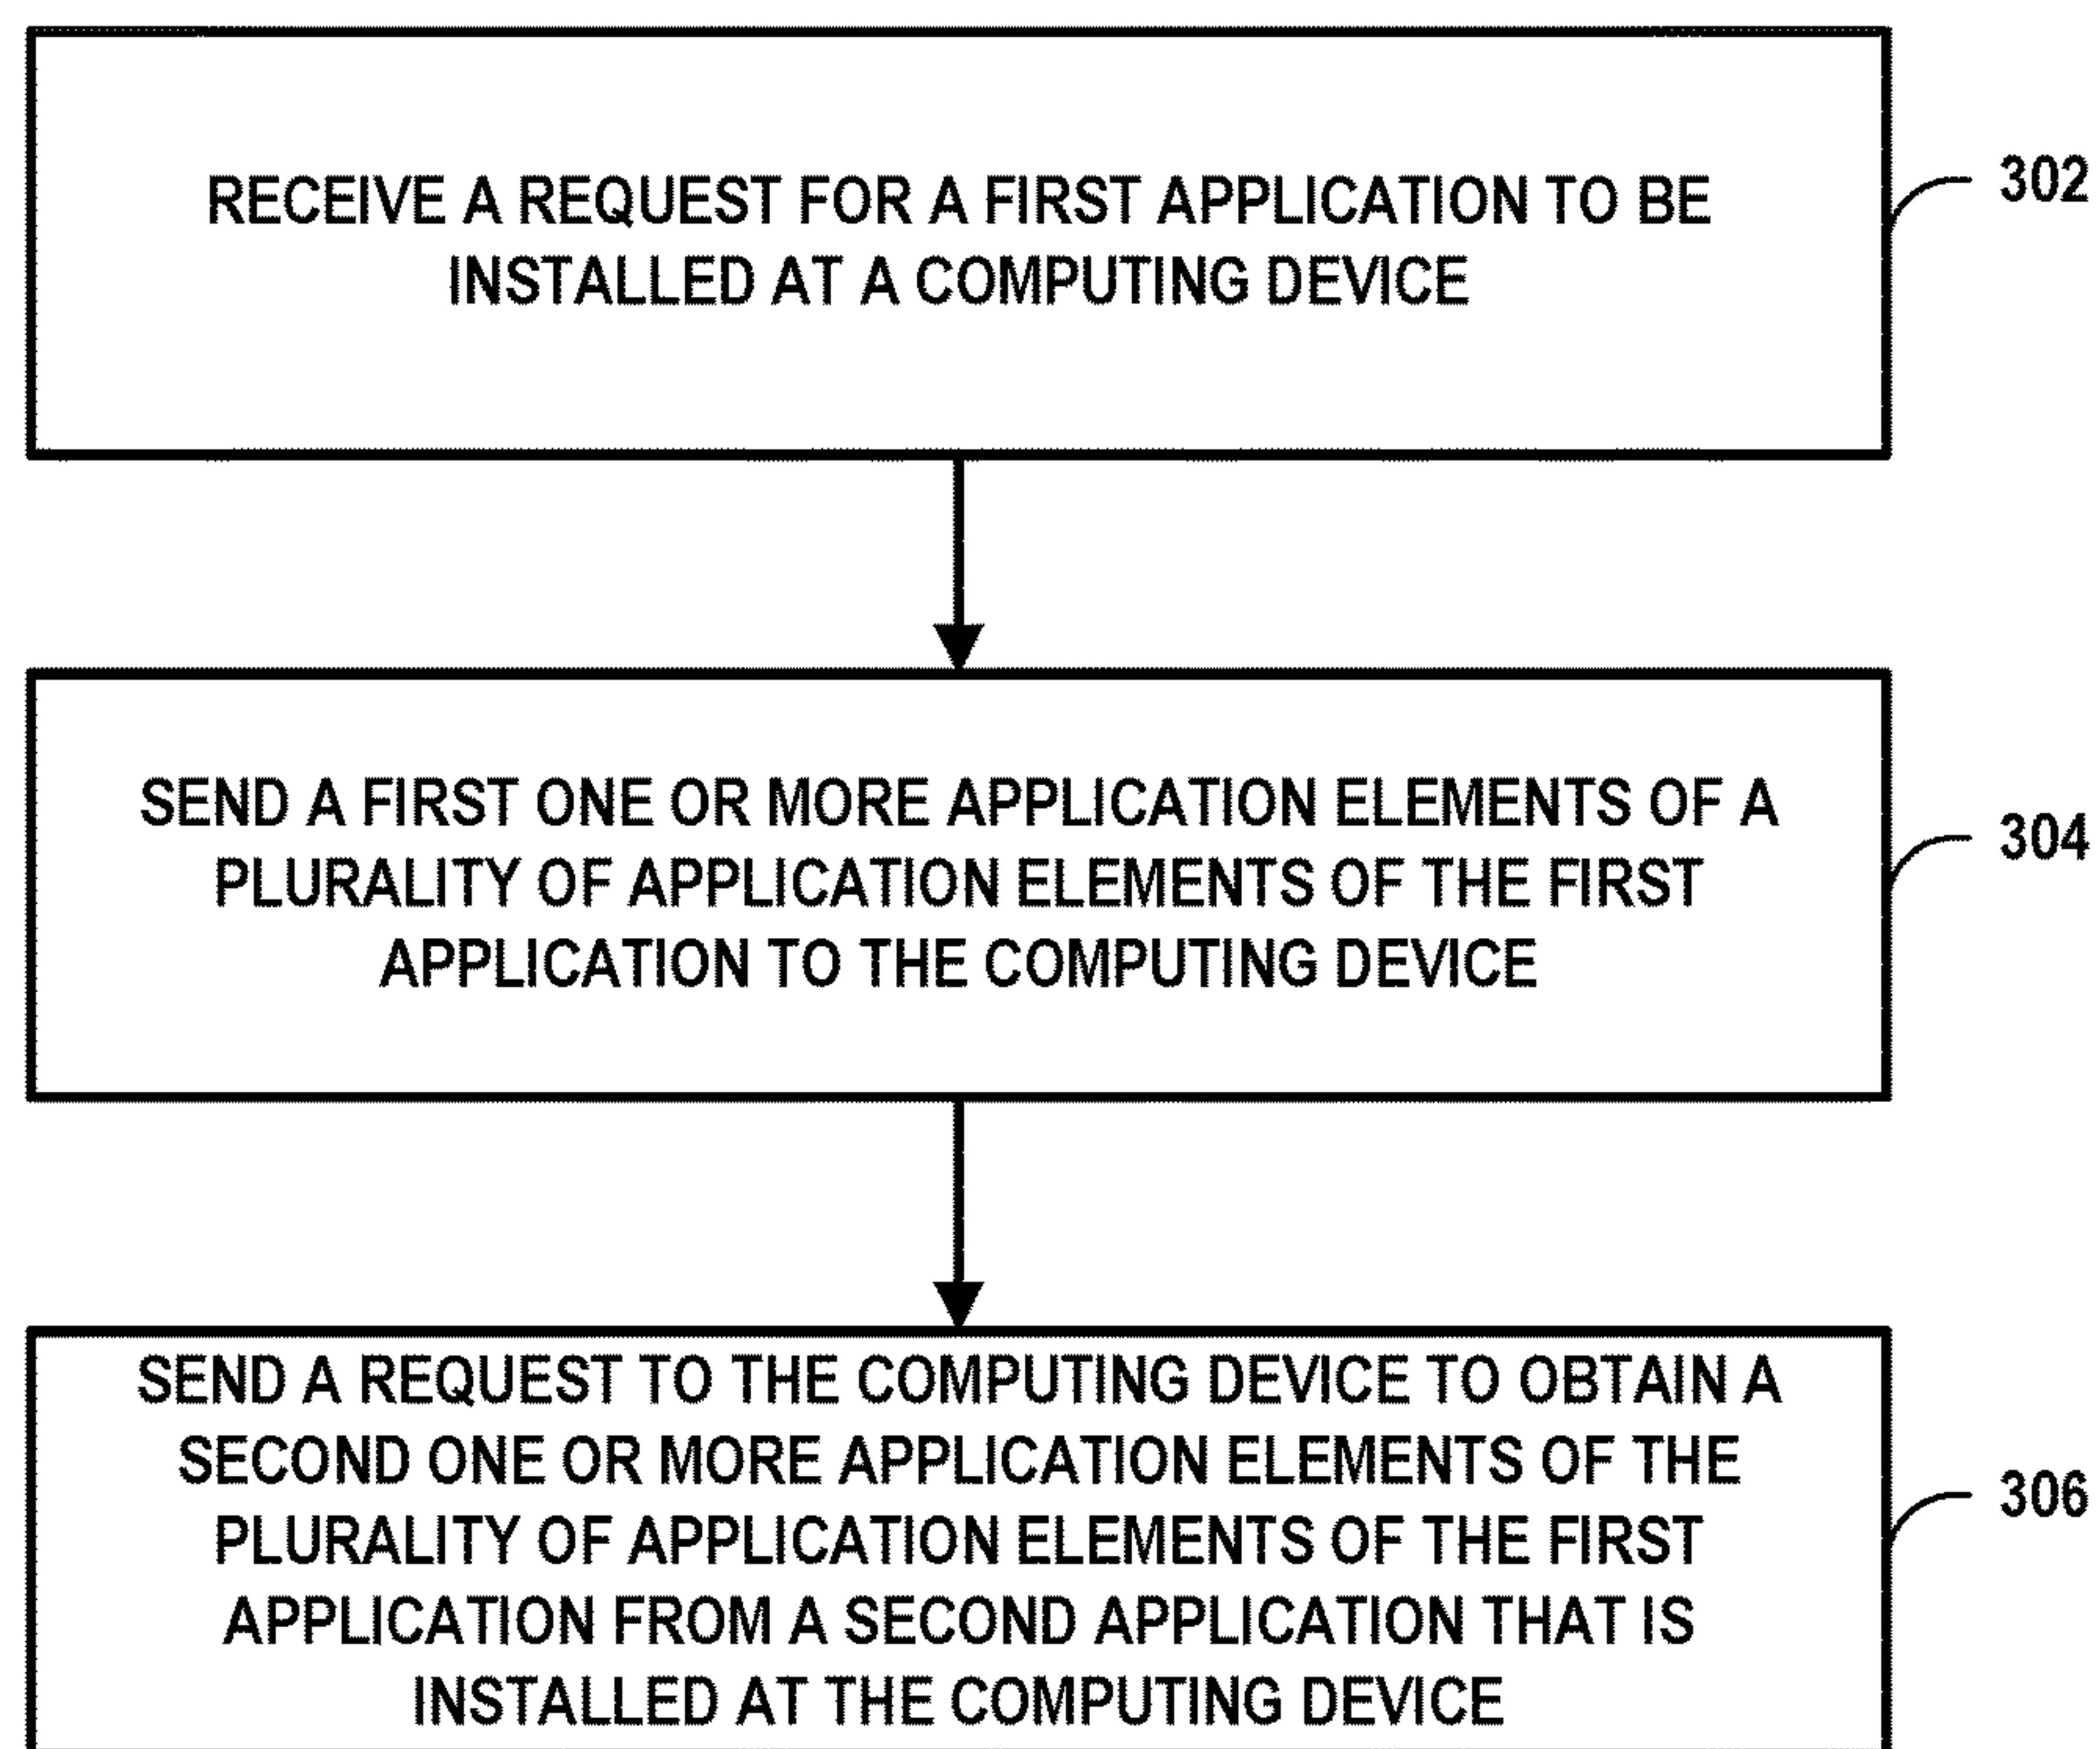 RECEIVE A REQUEST FOR A FIRST APPLICATION TO BE
INSTALLED AT A COMPUTING DEVICE
302
SEND A FIRST ONE OR MORE APPLICATION ELEMENTS OF A
PLURALITY OF APPLICATION ELEMENTS OF THE FIRST
APPLICATION TO THE COMPUTING DEVICE
304
SEND A REQUEST TO THE COMPUTING DEVICE TO OBTAIN A
SECOND ONE OR MORE APPLICATION ELEMENTS OF THE
PLURALITY OF APPLICATION ELEMENTS OF THE FIRST
APPLICATION FROM A SECOND APPLICATION THAT IS
INSTALLED AT THE COMPUTING DEVICE
306